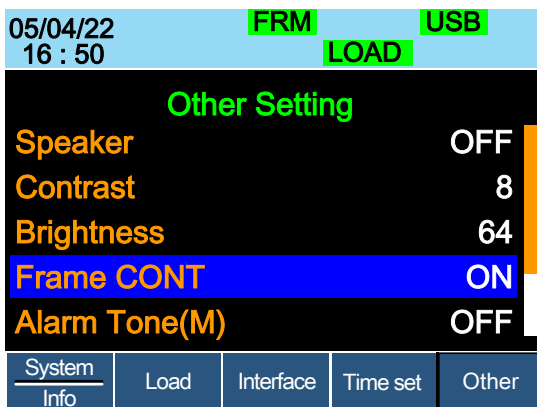 05/04/22 FRM USB
16 : 50 LOAD
Other Setting
Speaker OFF
Contrast 8
Brightness 64
Frame CONT ON
Alarm Tone(M) OFF
System Load Interface Time set Other
Info